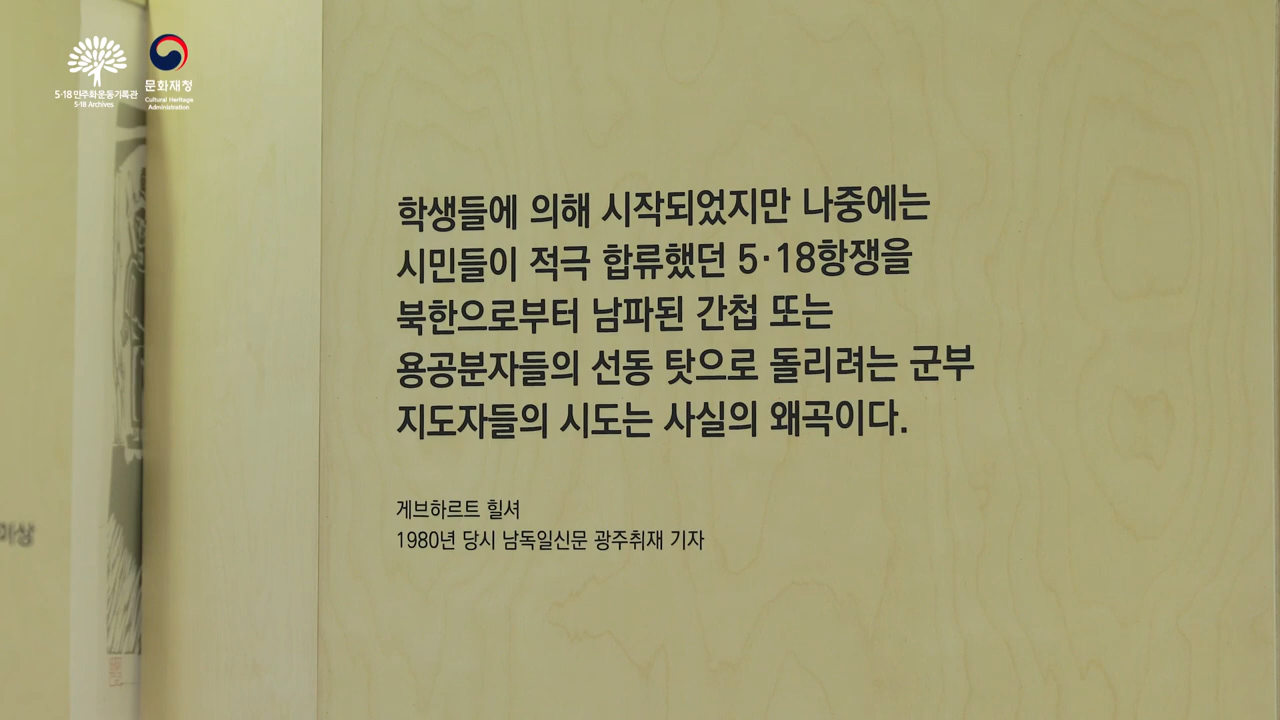 5·18 민주화운동기록관
5·18 Archives
문화재청
Cultural Heritage
Administration
학생들에 의해 시작되었지만 나중에는
시민들이 적극 합류했던 5·18항쟁을
북한으로부터 남파된 간첩 또는
용공분자들의 선동 탓으로 돌리려는 군부
지도자들의 시도는 사실의 왜곡이다.
게브하르트 힐셔
1980년 당시 남독일신문 광주취재 기자